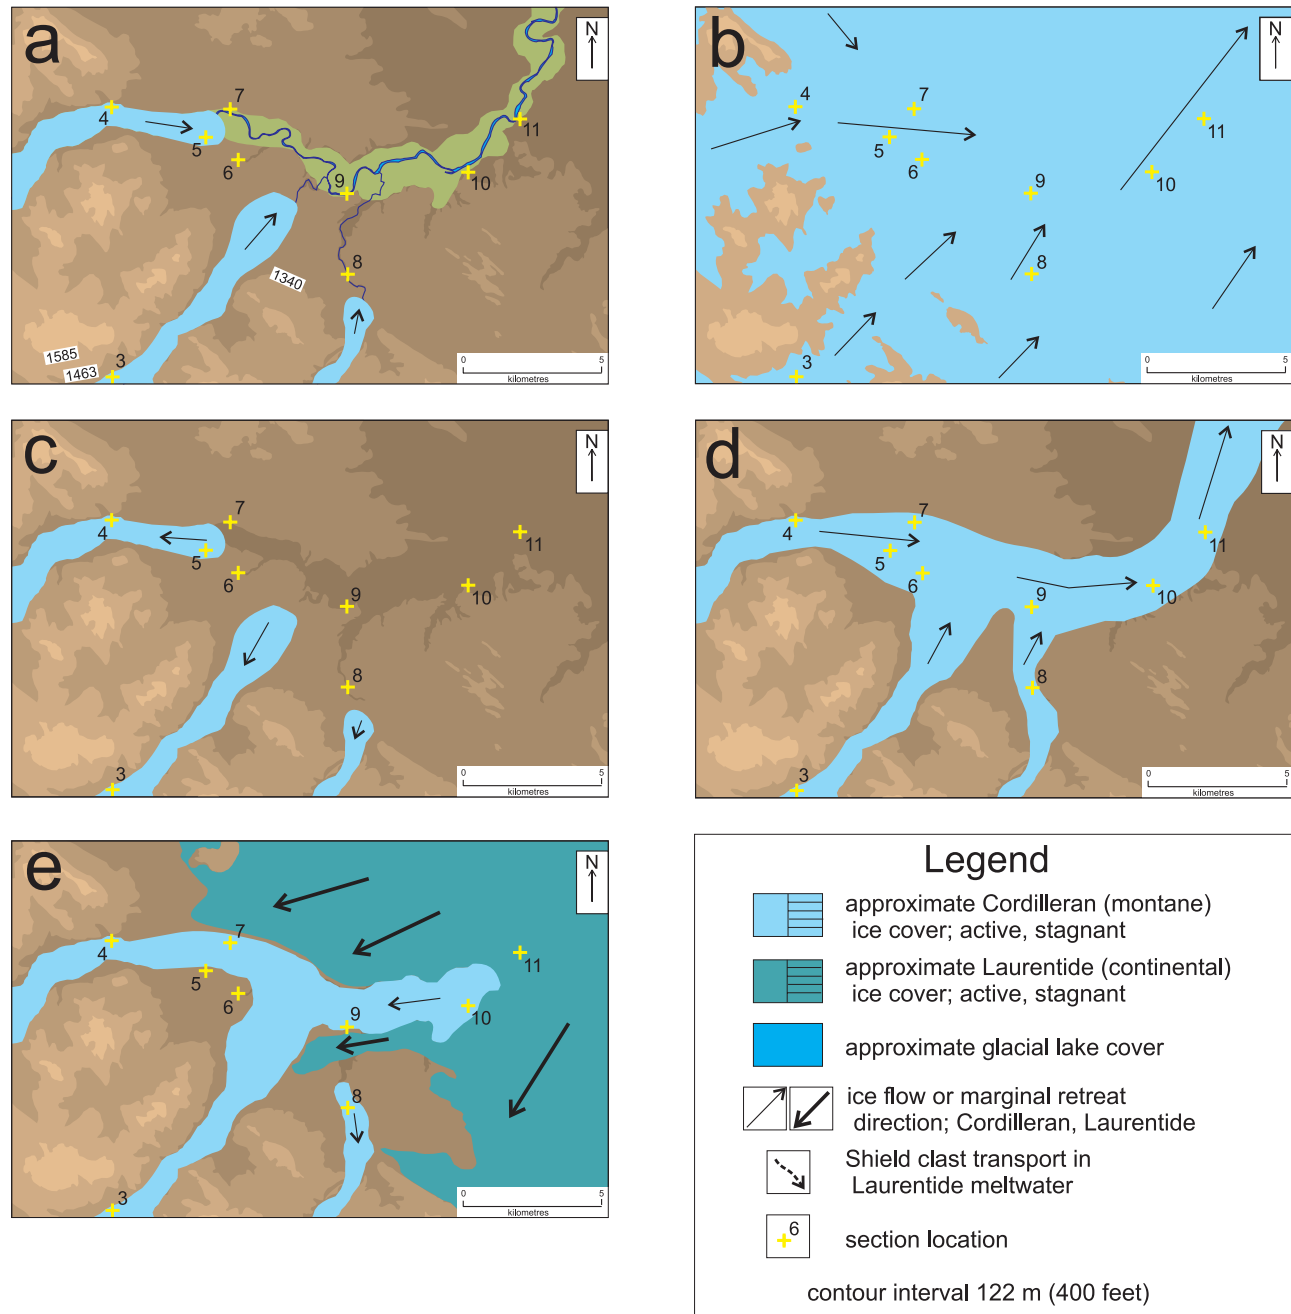 a
N
4
7
5
6
9
10
11
8
1340
1585
1463
3
0
5
kilometres
b
N
4
7
5
6
9
10
11
8
3
0
5
kilometres
c
N
4
7
5
6
9
10
11
8
3
0
5
kilometres
d
N
4
7
5
6
9
10
11
8
3
0
5
kilometres
e
N
4
7
5
6
9
10
11
8
3
0
5
kilometres
Legend
approximate Cordilleran (montane)
ice cover; active, stagnant
approximate Laurentide (continental)
ice cover; active, stagnant
approximate glacial lake cover
ice flow or marginal retreat
direction; Cordilleran, Laurentide
Shield clast transport in
Laurentide meltwater
6
section location
contour interval 122 m (400 feet)